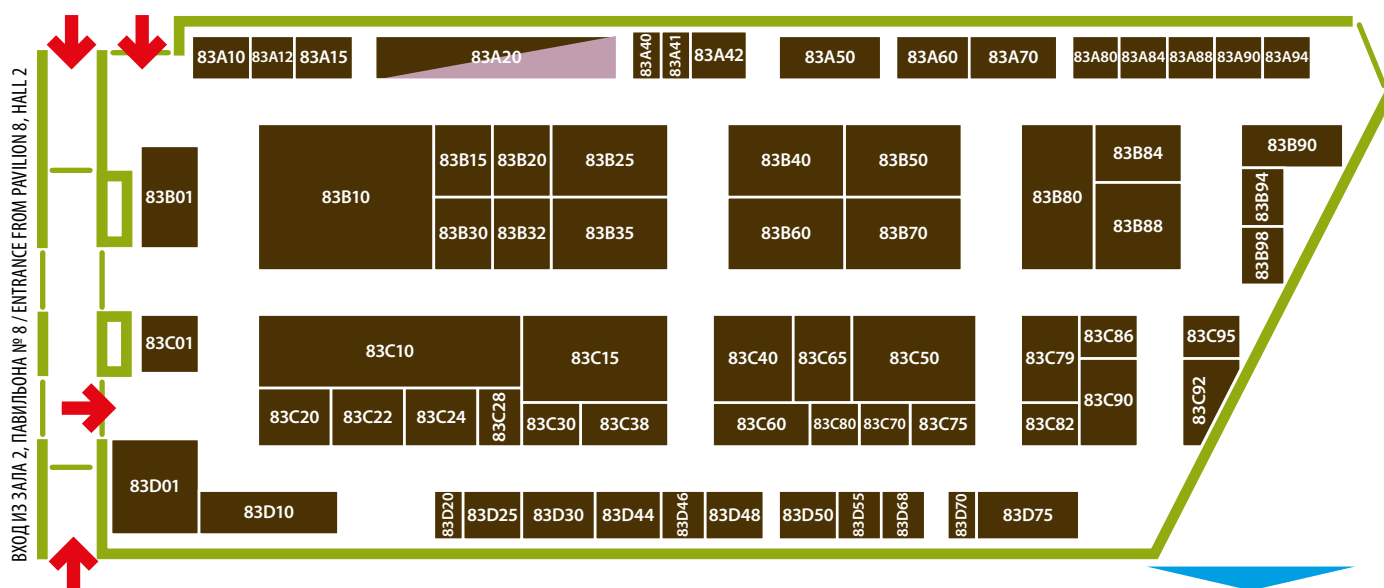 ВХОД ИЗ ЗАЛА 2, ПАВИЛЬОНА № 8 / ENTRANCE FROM PAVILION 8, HALL 2
83A10
83A12
83A15
83A20
83A40
83A41
83A42
83A50
83A60
83A70
83A80
83A84
83A88
83A90
83A94
83B01
83B10
83B15
83B20
83B25
83B30
83B32
83B35
83B40
83B50
83B60
83B70
83B80
83B84
83B88
83B90
83B94
83B98
83C01
83C10
83C15
83C20
83C22
83C24
83C28
83C30
83C38
83C40
83C65
83C50
83C60
83C80
83C70
83C75
83C79
83C86
83C82
83C90
83C95
83C92
83D01
83D10
83D20
83D25
83D30
83D44
83D46
83D48
83D50
83D55
83D68
83D70
83D75